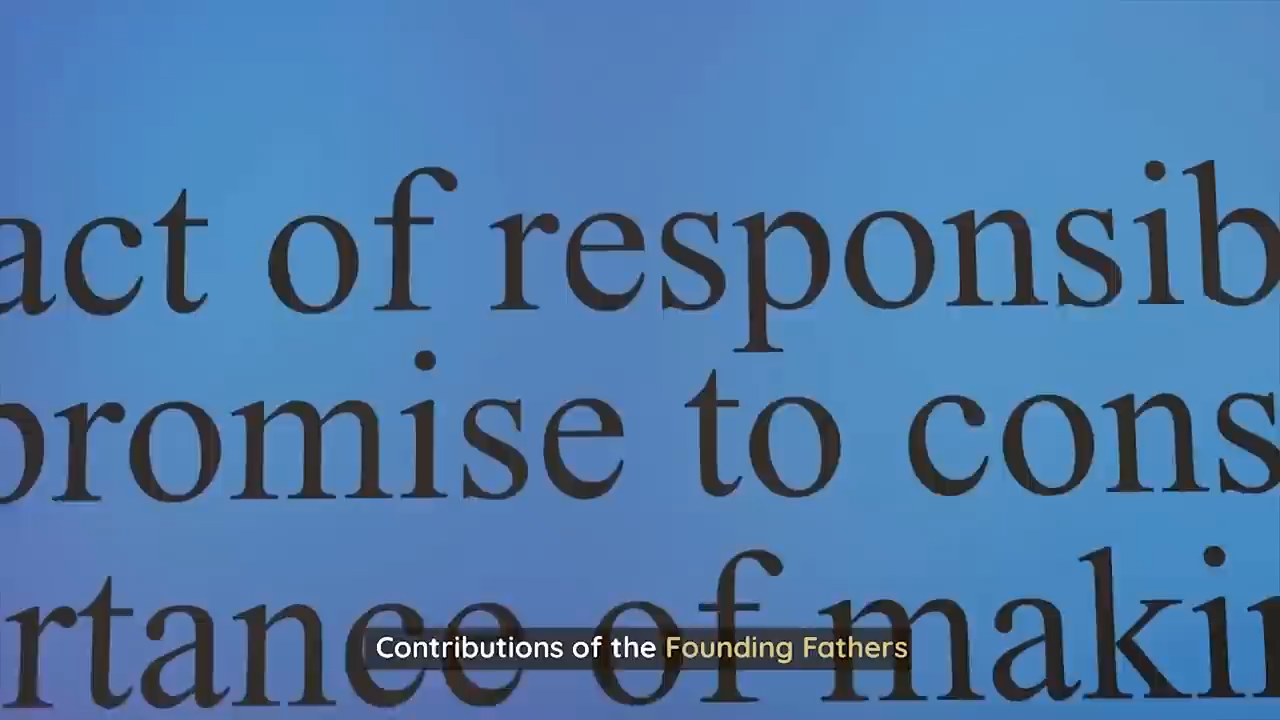 act of responsib
promise to cons
rtance of makin
Contributions of the Founding Fathers